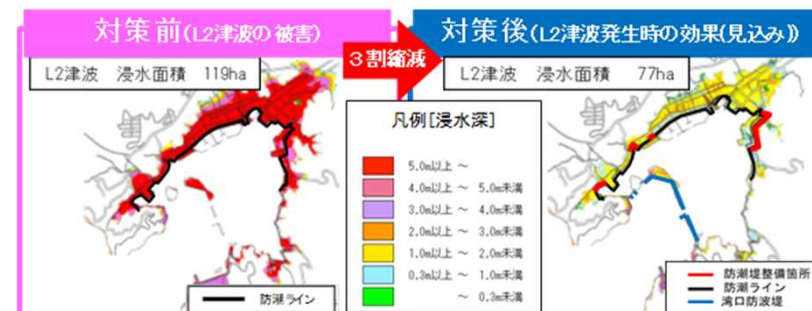 対策前(L2津波の被害)
L2津波　浸水面積　119ha
防潮ライン
3割縮減
凡例[浸水深]
5.0m以上 ～
4.0m以上 ～ 5.0m未満
3.0m以上 ～ 4.0m未満
2.0m以上 ～ 3.0m未満
1.0m以上 ～ 2.0m未満
0.3m以上 ～ 1.0m未満
～ 0.3m未満
対策後(L2津波発生時の効果(見込み))
L2津波　浸水面積　77ha
防潮堤整備箇所
防潮ライン
湾口防波堤